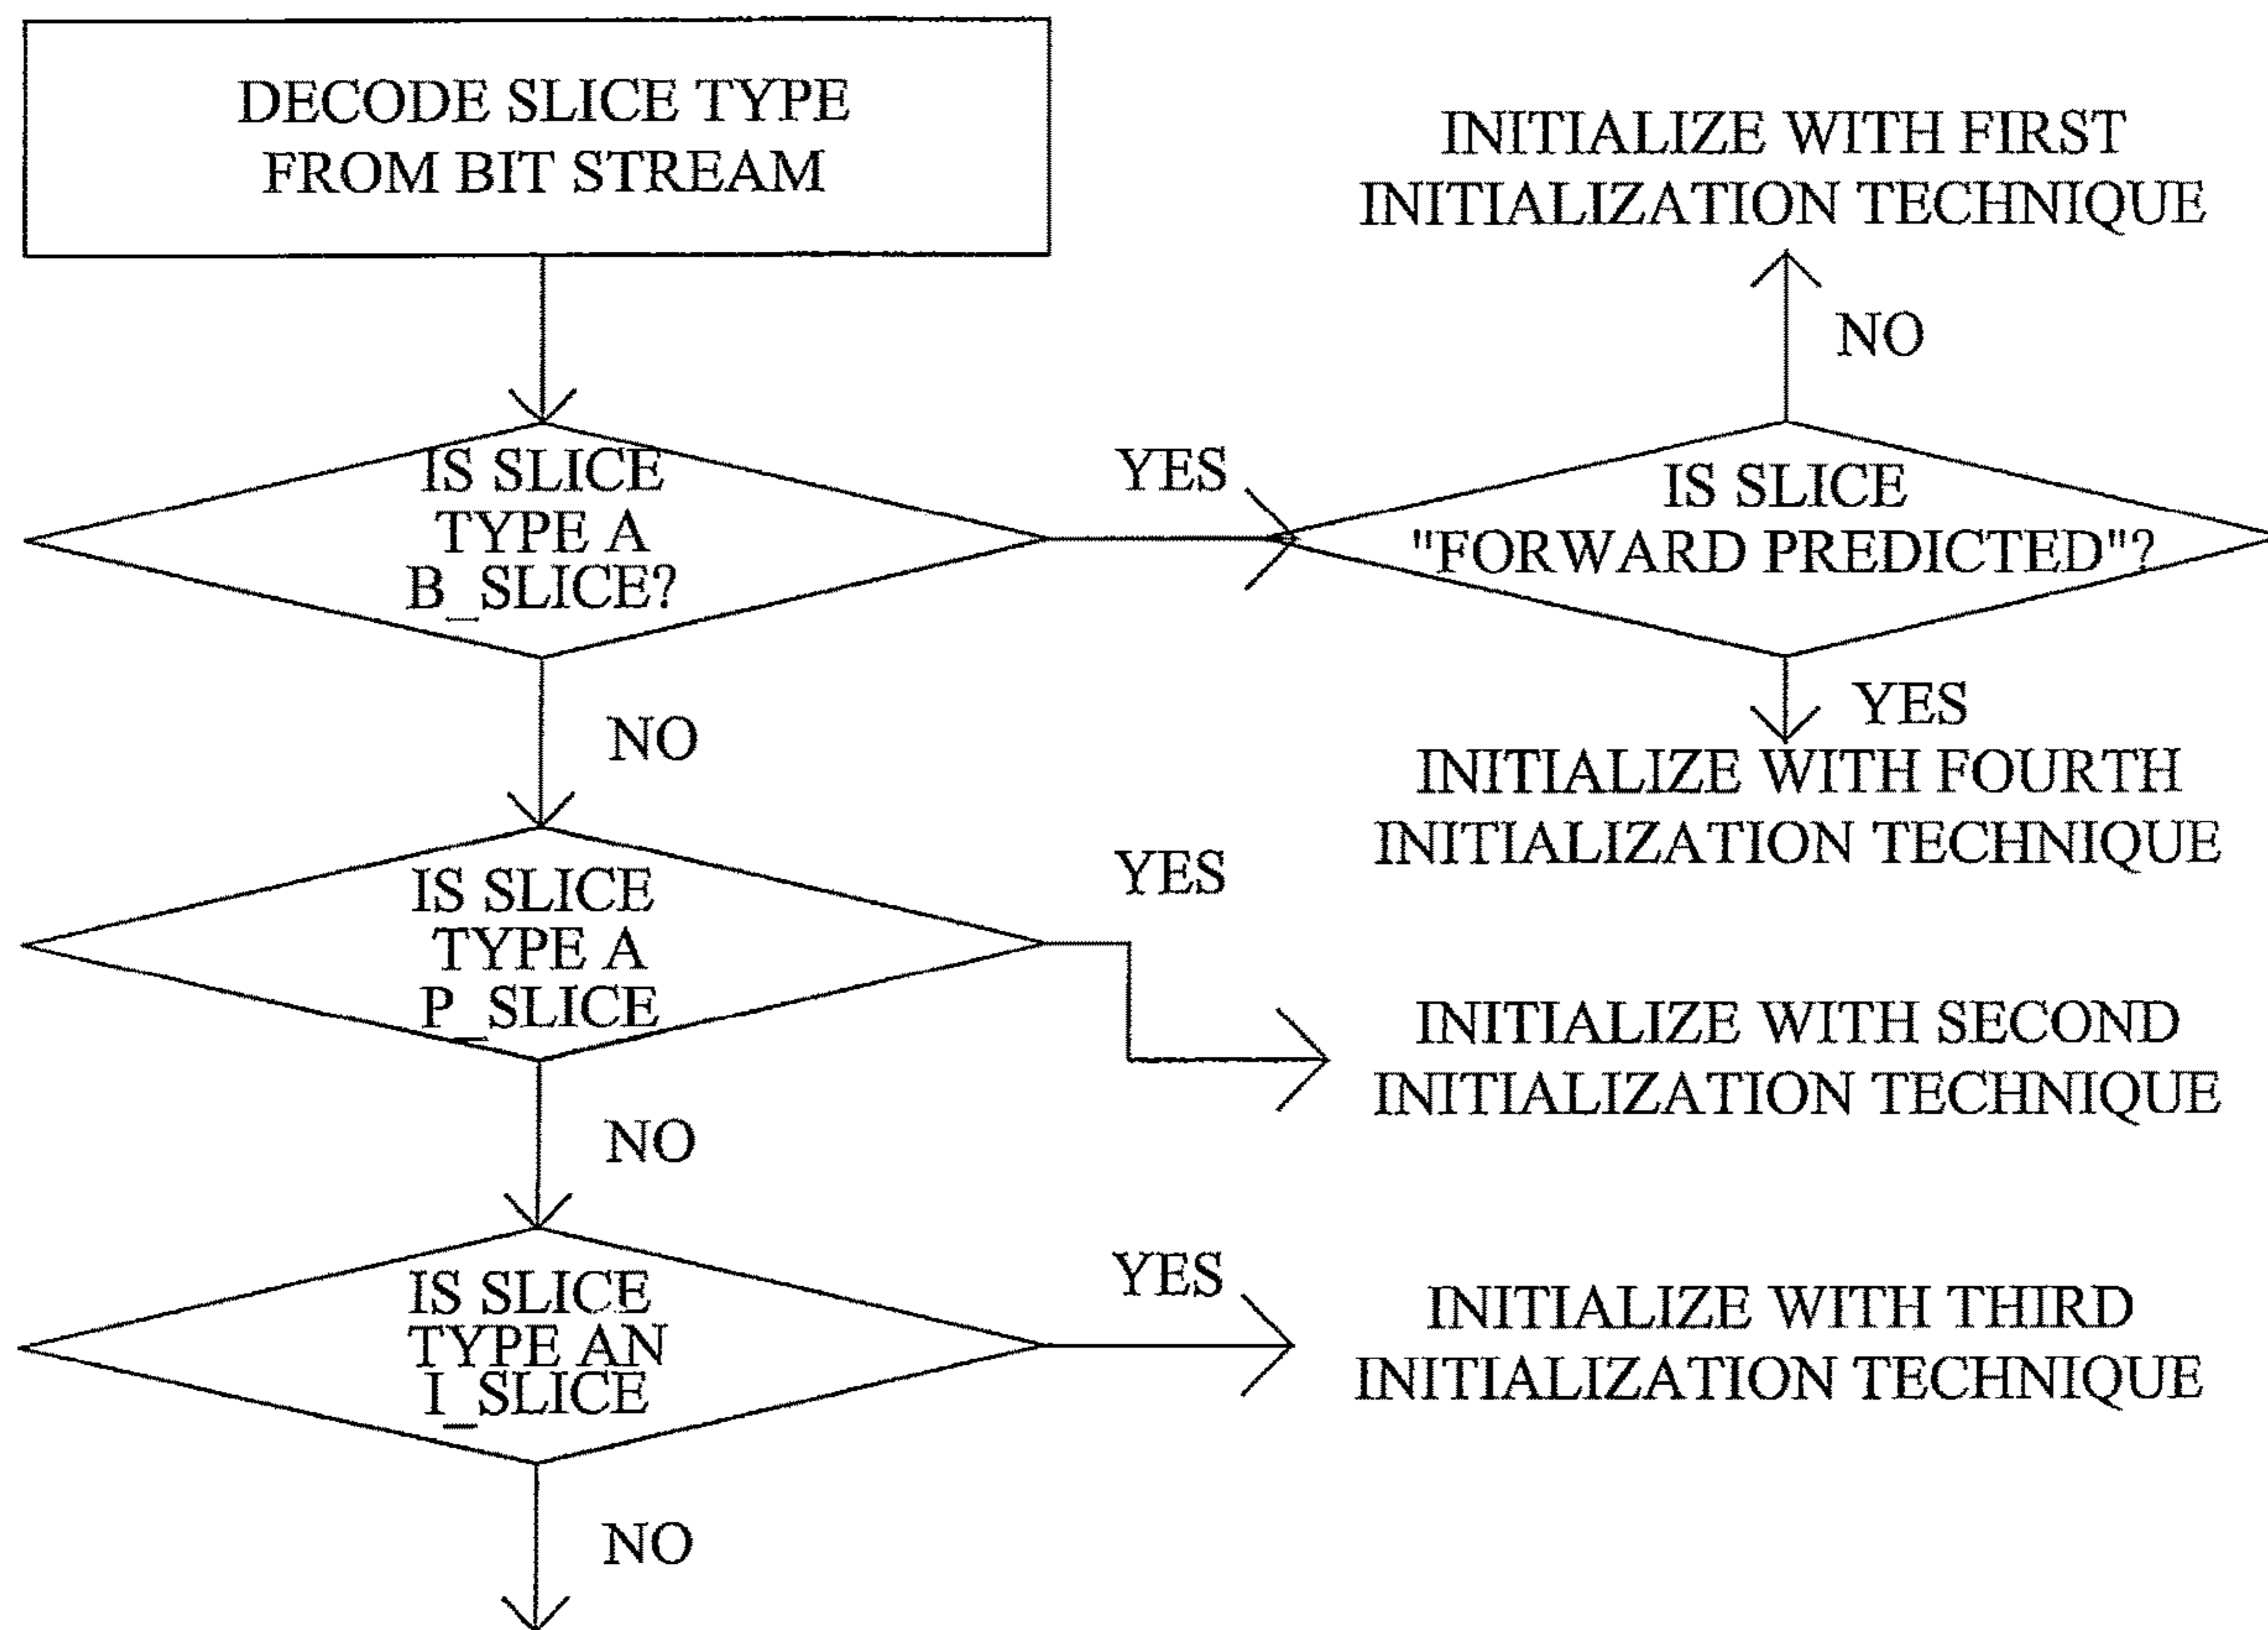 DECODE SLICE TYPE
FROM BIT STREAM
INITIALIZE WITH FIRST
INITIALIZATION TECHNIQUE
NO
IS SLICE
TYPE A
B_SLICE?
YES
IS SLICE
"FORWARD PREDICTED"?
YES
INITIALIZE WITH FOURTH
INITIALIZATION TECHNIQUE
NO
IS SLICE
TYPE A
P_SLICE
YES
INITIALIZE WITH SECOND
INITIALIZATION TECHNIQUE
NO
IS SLICE
TYPE AN
I_SLICE
YES
INITIALIZE WITH THIRD
INITIALIZATION TECHNIQUE
NO